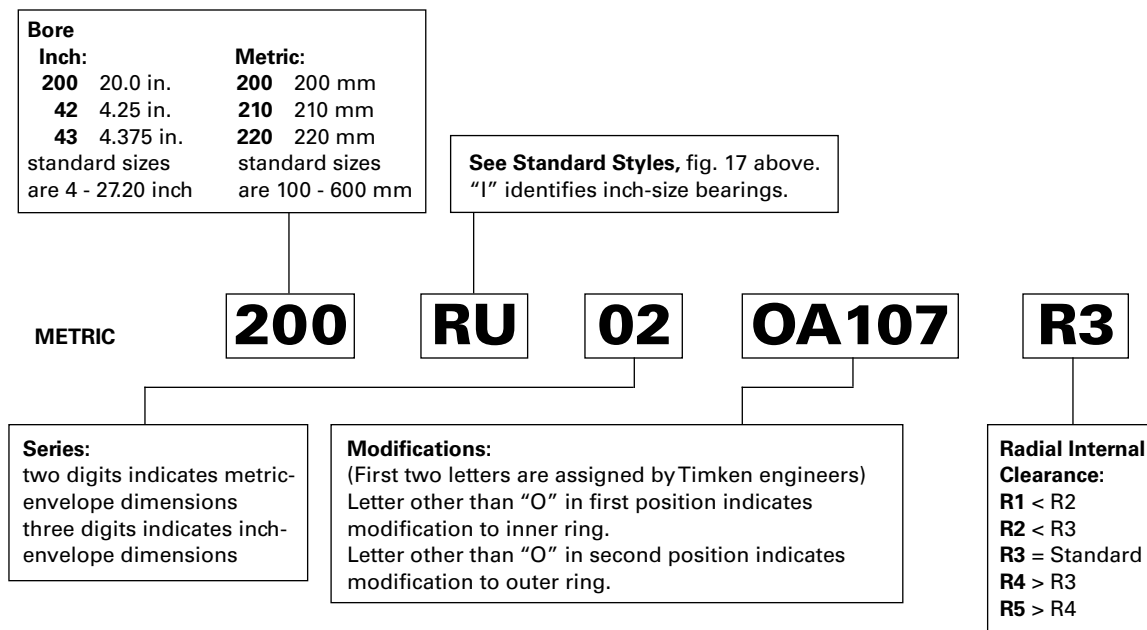 Bore
Inch: Metric:
200 20.0 in. 200 200 mm
42 4.25 in. 210 210 mm
43 4.375 in. 220 220 mm
standard sizes standard sizes
are 4 - 27.20 inch are 100 - 600 mm
See Standard Styles, fig. 17 above.
"I" identifies inch-size bearings.
METRIC 200 RU 02 OA107 R3
Series:
two digits indicates metric-
envelope dimensions
three digits indicates inch-
envelope dimensions
Modifications:
(First two letters are assigned by Timken engineers)
Letter other than “O” in first position indicates
modification to inner ring.
Letter other than “O” in second position indicates
modification to outer ring.
Radial Internal
Clearance:
R1 < R2
R2 < R3
R3 = Standard
R4 > R3
R5 > R4